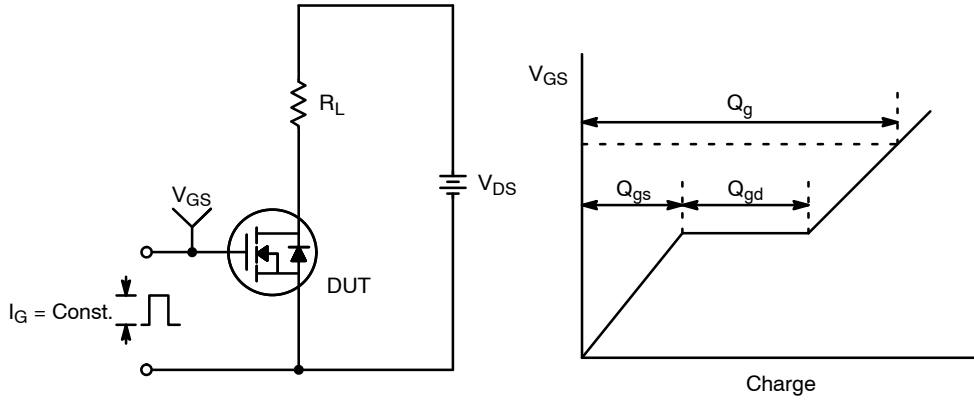 R_L
V_GS
V_DS
DUT
I_G = Const.
V_GS
Q_g
Q_gs
Q_gd
Charge